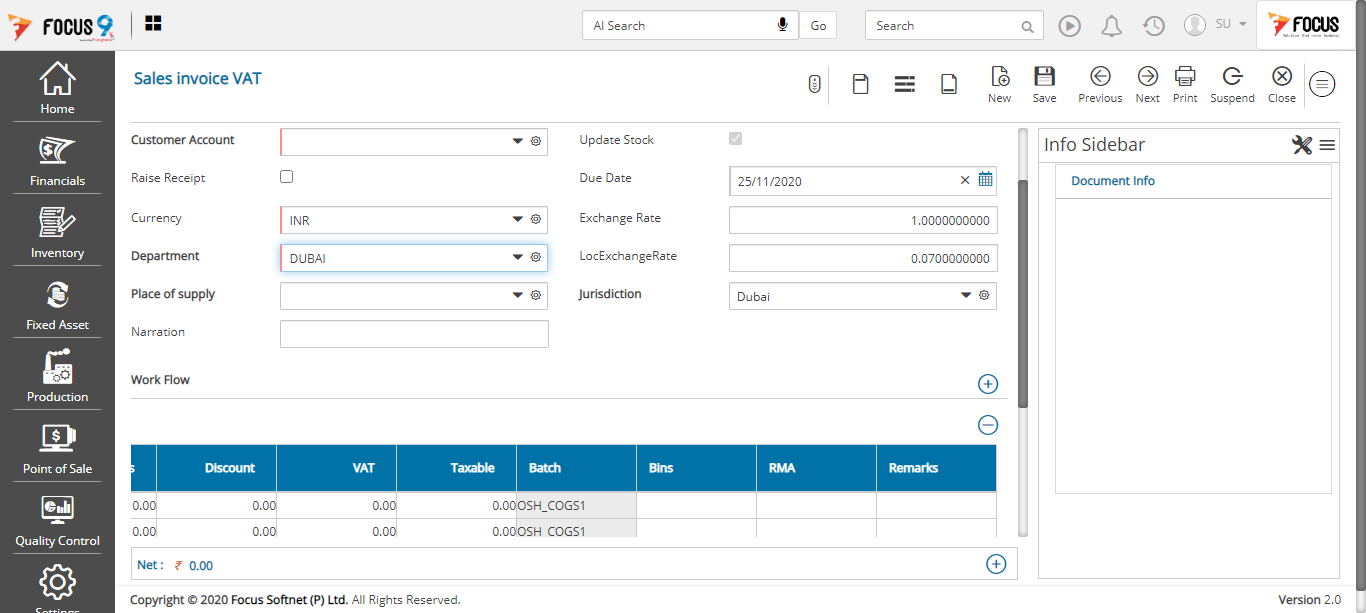 FOCUS 9
AI Search
Go
Search
SU
FOCUS
Home
Financials
Inventory
Fixed Asset
Production
Point of Sale
Quality Control
Settings
Sales invoice VAT
New
Save
Previous
Next
Print
Suspend
Close
Customer Account
Update Stock
Raise Receipt
Due Date
25/11/2020
Currency
INR
Exchange Rate
1.0000000000
Department
DUBAI
LocExchangeRate
0.0700000000
Place of supply
Jurisdiction
Dubai
Narration
Work Flow
s Discount VAT Taxable Batch Bins RMA Remarks
0.00 0.00 0.00 0.00 OSH_COGS1
0.00 0.00 0.00 0.00 OSH_COGS1
Net : ₹ 0.00
Info Sidebar
Document Info
Copyright © 2020 Focus Softnet (P) Ltd. All Rights Reserved.
Version 2.0